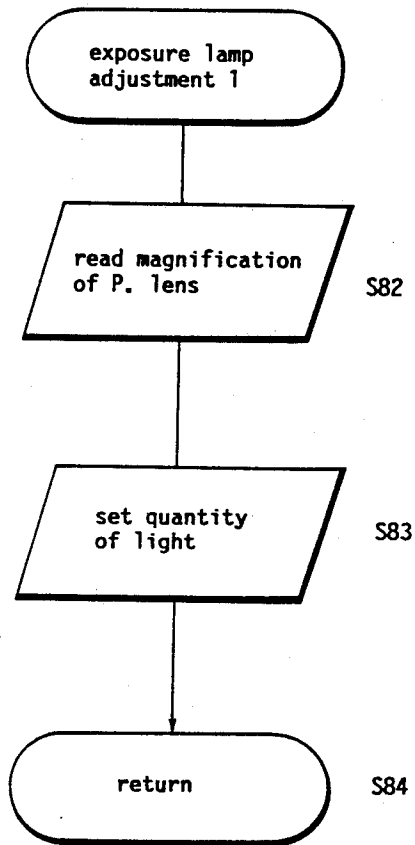 exposure lamp
adjustment 1
read magnification
of P. lens
S82
set quantity
of light
S83
return
S84